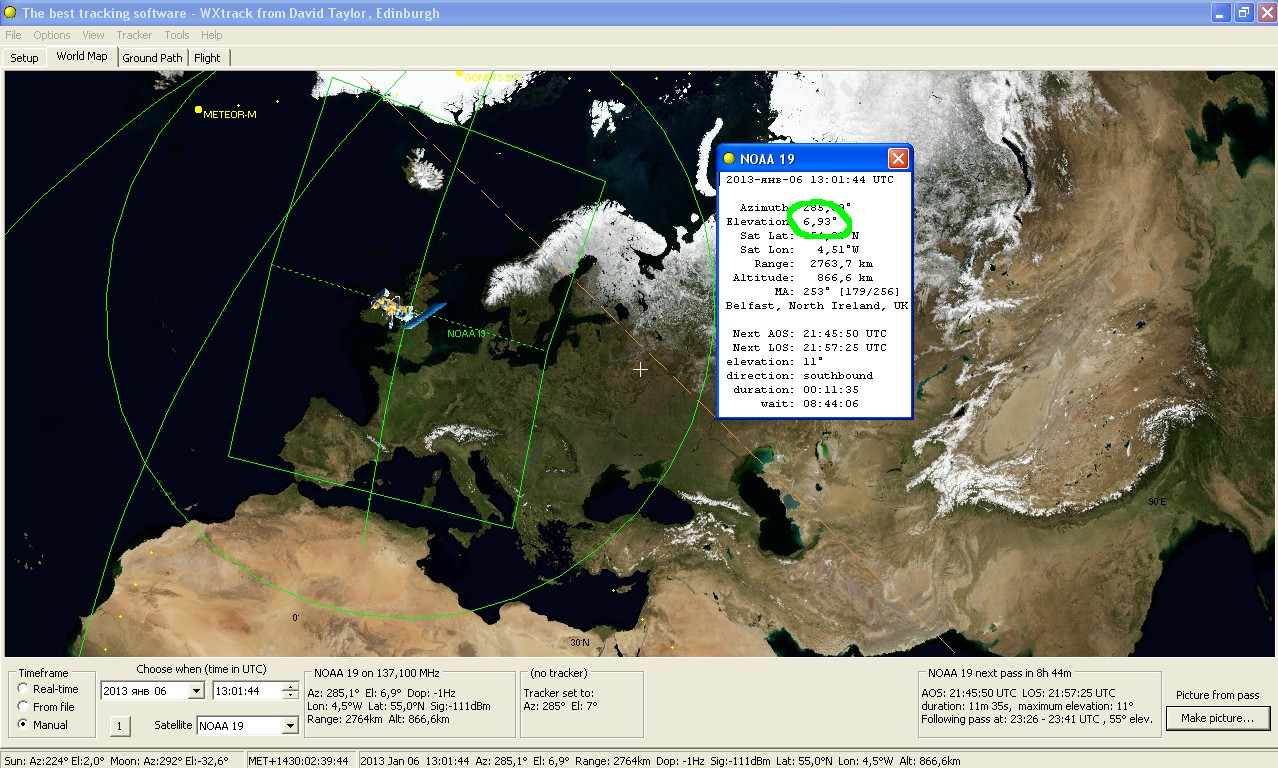 The best tracking software - WXtrack from David Taylor, Edinburgh
File Options View Tracker Tools Help
Setup World Map Ground Path Flight
METEOR-M
NOAA 19
0°
30°N
90°E
NOAA 19
2013-янв-06 13:01:44 UTC
Azimuth:
Elevation: 6,93°
Sat Lat: N
Sat Lon: 4,51°W
Range: 2763,7 km
Altitude: 866,6 km
MA: 253° [179/256]
Belfast, North Ireland, UK
Next AOS: 21:45:50 UTC
Next LOS: 21:57:25 UTC
elevation: 11°
direction: southbound
duration: 00:11:35
wait: 08:44:06
Timeframe
Real-time
From file
Manual
Choose when (time in UTC)
2013 янв 06 13:01:44
1 Satellite NOAA 19
NOAA 19 on 137,100 MHz
Az: 285,1° El: 6,9° Dop: -1Hz
Lon: 4,5°W Lat: 55,0°N Sig:-111dBm
Range: 2764km Alt: 866,6km
(no tracker)
Tracker set to:
Az: 285° El: 7°
NOAA 19 next pass in 8h 44m
AOS: 21:45:50 UTC LOS: 21:57:25 UTC
duration: 11m 35s, maximum elevation: 11°
Following pass at: 23:26 - 23:41 UTC , 55° elev.
Picture from pass
Make picture...
Sun: Az:224° El:2,0° Moon: Az:292° El:-32,6° MET+1430:02:39:44 2013 Jan 06 13:01:44 Az: 285,1° El: 6,9° Range: 2764km Dop: -1Hz Sig:-111dBm Lat: 55,0°N Lon: 4,5°W Alt: 866,6km